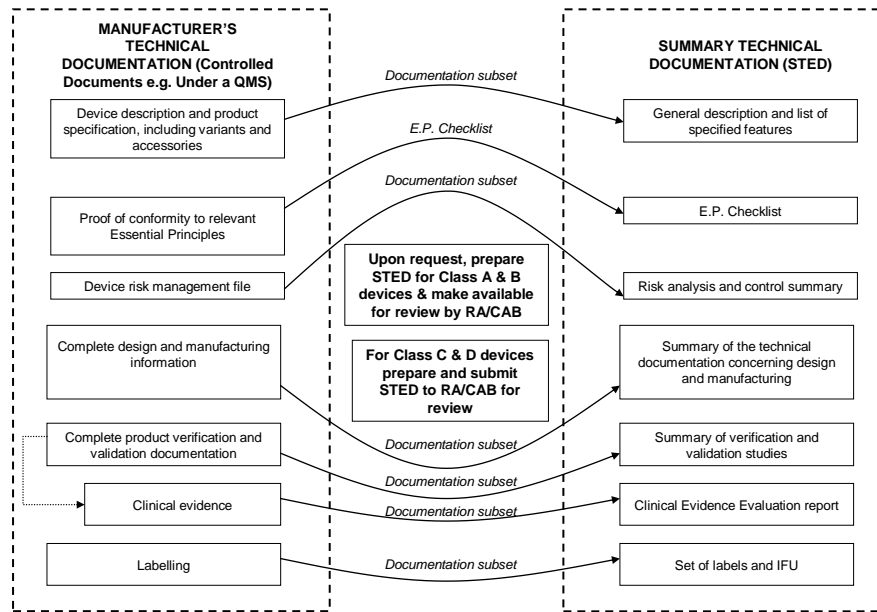 MANUFACTURER'S
TECHNICAL
DOCUMENTATION (Controlled
Documents e.g. Under a QMS)
SUMMARY TECHNICAL
DOCUMENTATION (STED)
Documentation subset
Device description and product
specification, including variants and
accessories
General description and list of
specified features
E.P. Checklist
Documentation subset
Proof of conformity to relevant
Essential Principles
E.P. Checklist
Device risk management file
Upon request, prepare
STED for Class A & B
devices & make available
for review by RA/CAB
Risk analysis and control summary
Complete design and manufacturing
information
For Class C & D devices
prepare and submit
STED to RA/CAB for
review
Summary of the technical
documentation concerning design
and manufacturing
Documentation subset
Complete product verification and
validation documentation
Summary of verification and
validation studies
Documentation subset
Clinical evidence
Documentation subset
Clinical Evidence Evaluation report
Labelling
Documentation subset
Set of labels and IFU